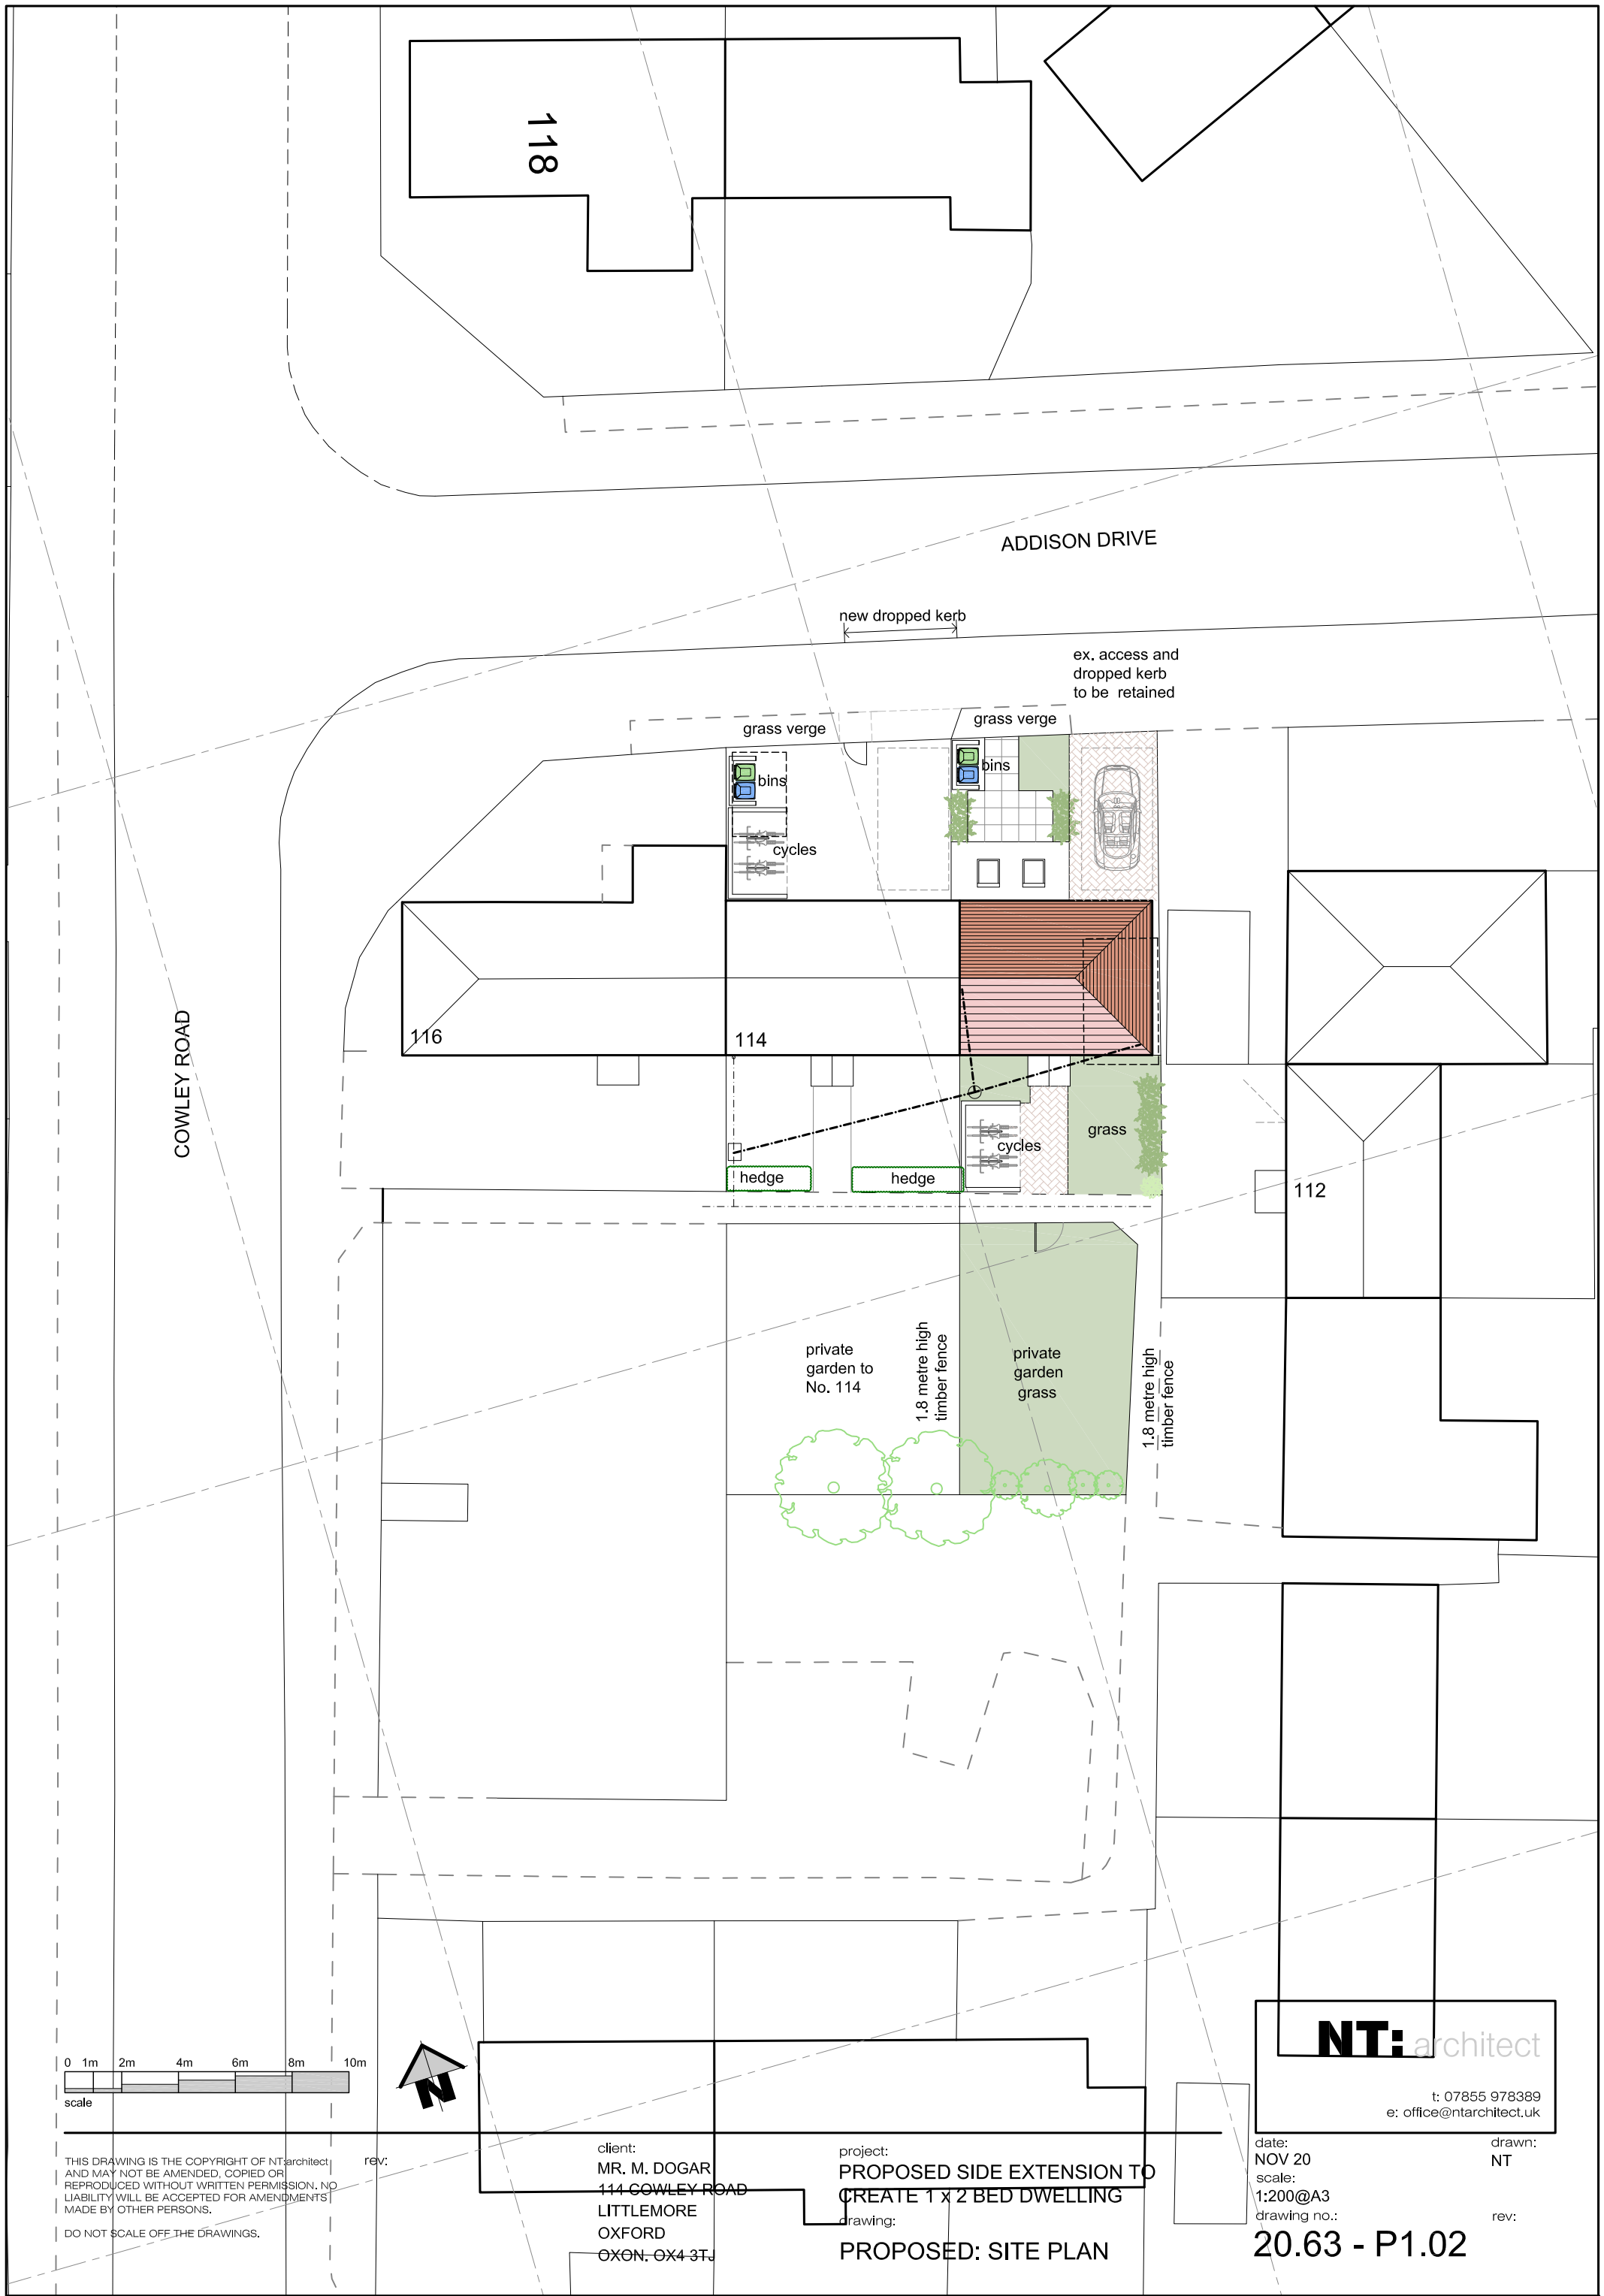 118
ADDISON DRIVE
new dropped kerb
ex. access and
dropped kerb
to be retained
grass verge
grass verge
bins
bins
cycles
COWLEY ROAD
116
114
cycles
grass
hedge
hedge
112
private
garden to
No. 114
1.8 metre high
timber fence
private
garden
grass
1.8 metre high
timber fence
0 1m 2m 4m 6m 8m 10m
scale
N
NT: architect
t: 07855 978389
e: office@ntarchitect.uk
THIS DRAWING IS THE COPYRIGHT OF NT:architect
AND MAY NOT BE AMENDED, COPIED OR
REPRODUCED WITHOUT WRITTEN PERMISSION. NO
LIABILITY WILL BE ACCEPTED FOR AMENDMENTS
MADE BY OTHER PERSONS.
DO NOT SCALE OFF THE DRAWINGS.
rev:
client:
MR. M. DOGAR
114 COWLEY ROAD
LITTLEMORE
OXFORD
OXON. OX4 3TJ
project:
PROPOSED SIDE EXTENSION TO
CREATE 1 x 2 BED DWELLING
drawing:
PROPOSED: SITE PLAN
date:
NOV 20
drawn:
NT
scale:
1:200@A3
drawing no.:
rev:
20.63 - P1.02